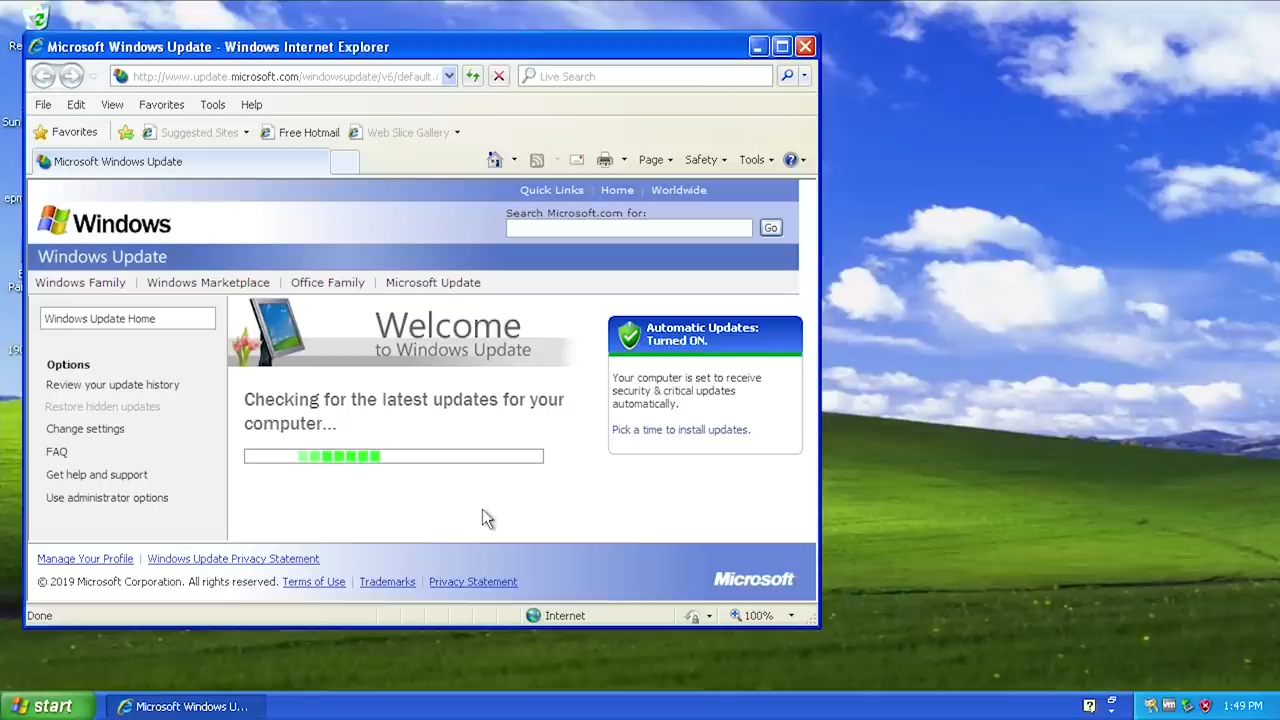 Microsoft Windows Update - Windows Internet Explorer
http://www.update.microsoft.com/windowsupdate/v6/default.
Live Search
File Edit View Favorites Tools Help
Favorites Suggested Sites Free Hotmail Web Slice Gallery
Microsoft Windows Update
Page Safety Tools
Quick Links | Home | Worldwide
Windows
Search Microsoft.com for:
Go
Windows Update
Windows Family | Windows Marketplace | Office Family | Microsoft Update
Windows Update Home
Options
Review your update history
Restore hidden updates
Change settings
FAQ
Get help and support
Use administrator options
Welcome
to Windows Update
Checking for the latest updates for your
computer...
Automatic Updates:
Turned ON.
Your computer is set to receive
security & critical updates
automatically.
Pick a time to install updates.
Manage Your Profile | Windows Update Privacy Statement
© 2019 Microsoft Corporation. All rights reserved. Terms of Use | Trademarks | Privacy Statement
Microsoft
Done
Internet
100%
start
Microsoft Windows U...
1:49 PM